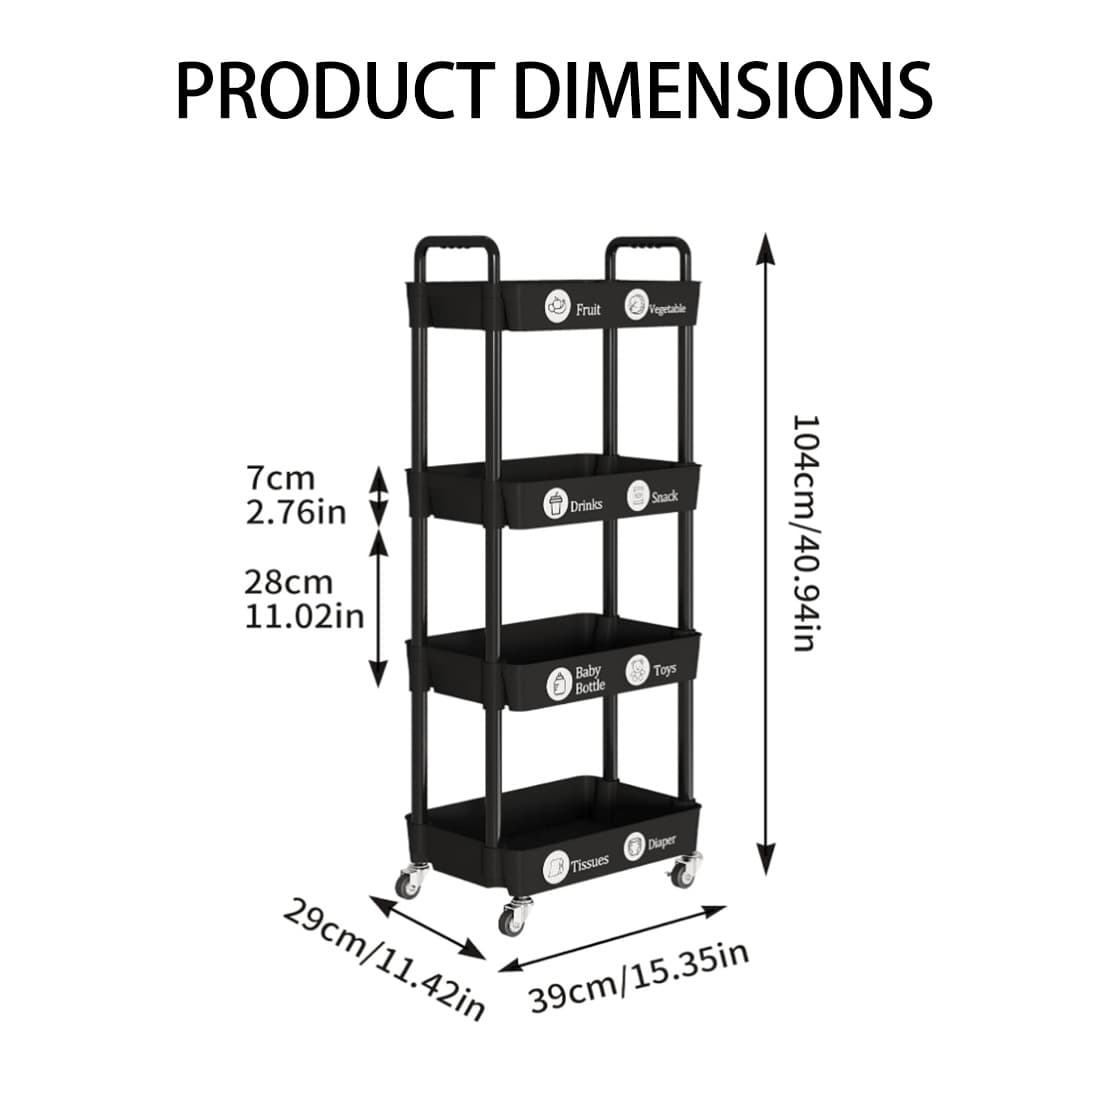 PRODUCT DIMENSIONS
Fruit
Vegetable
Drinks
Snack
7cm
2.76in
28cm
11.02in
104cm/40.94in
Baby
Bottle
Toys
Tissues
Diaper
29cm/11.42in
39cm/15.35in